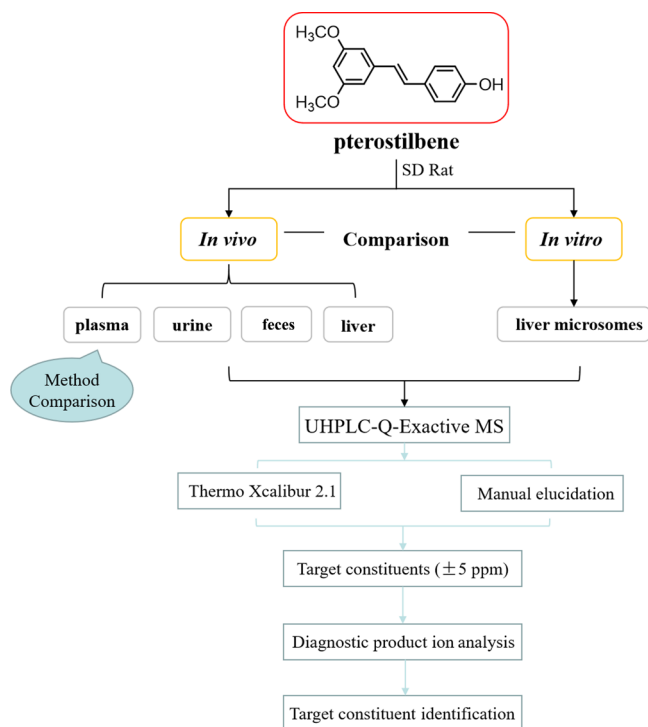 H₃CO
OH
H₃CO
pterostilbene
SD Rat
In vivo
Comparison
In vitro
plasma
urine
feces
liver
liver microsomes
Method
Comparison
UHPLC-Q-Exactive MS
Thermo Xcalibur 2.1
Manual elucidation
Target constituents (±5 ppm)
Diagnostic product ion analysis
Target constituent identification